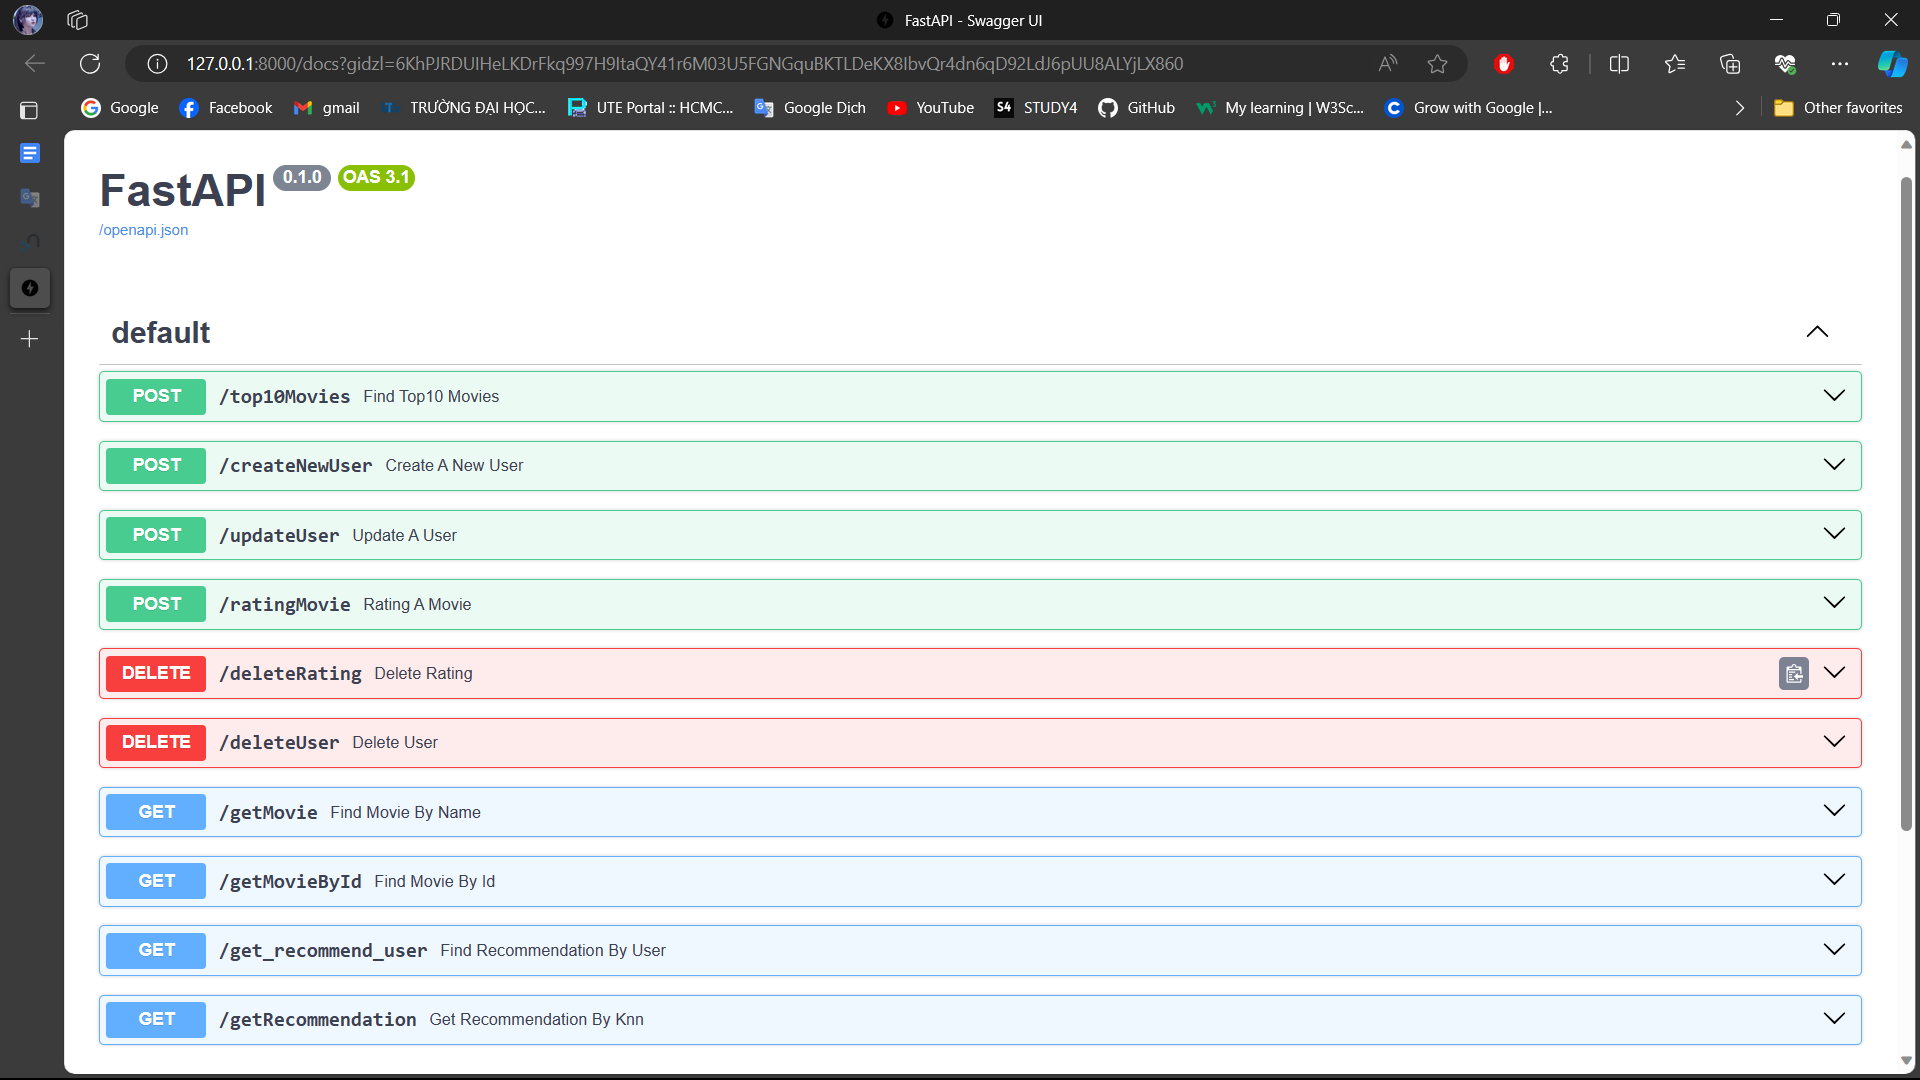 FastAPI - Swagger UI
127.0.0.1:8000/docs?gidzl=6KhPJRDUIHeLKDrFkq997H9ItaQY41r6M03U5FGNGquBKTLDeKX8IbvQr4dn6qD92LdJ6pUU8ALYjLX860
Google Facebook gmail TRƯỜNG ĐẠI HỌC... UTE Portal :: HCMC... Google Dịch YouTube S4 STUDY4 GitHub My learning | W3Sc... Grow with Google |... Other favorites
FastAPI 0.1.0 OAS 3.1
/openapi.json
default
POST /top10Movies Find Top10 Movies
POST /createNewUser Create A New User
POST /updateUser Update A User
POST /ratingMovie Rating A Movie
DELETE /deleteRating Delete Rating
DELETE /deleteUser Delete User
GET /getMovie Find Movie By Name
GET /getMovieById Find Movie By Id
GET /get_recommend_user Find Recommendation By User
GET /getRecommendation Get Recommendation By Knn